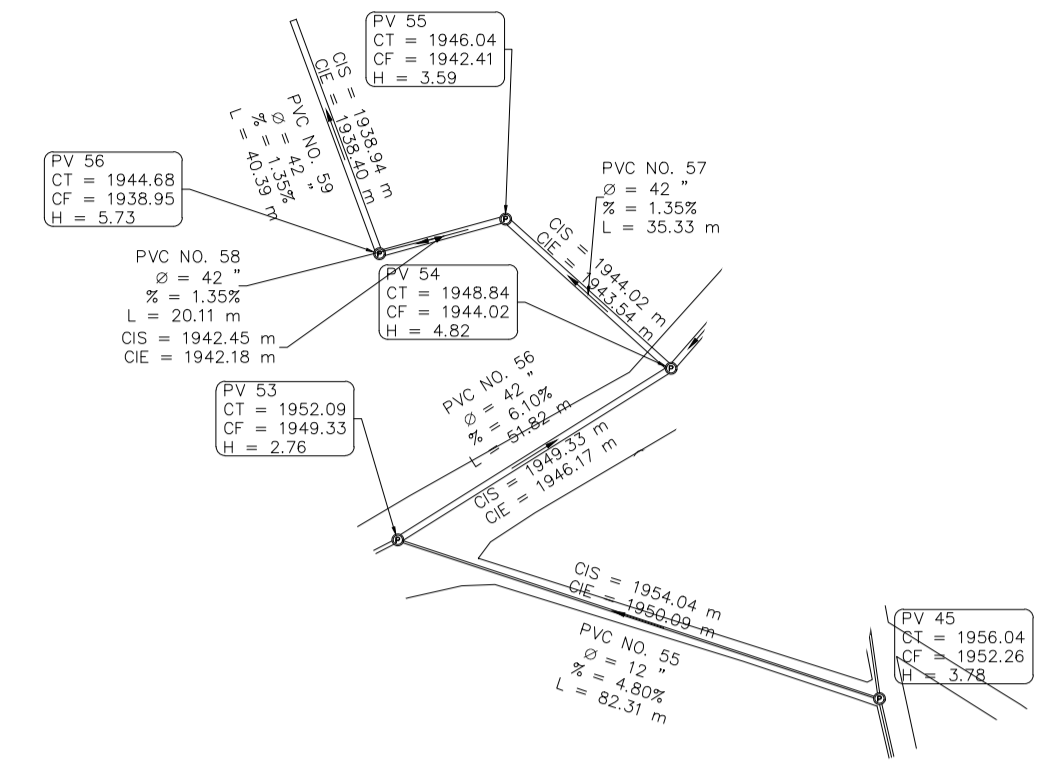 PV 55
CT = 1946.04
CF = 1942.41
H = 3.59
CIS = 1938.94 m
CIE = 1938.40 m
PVC NO. 59
Ø = 42 "
% = 1.35%
L = 40.39 m
PV 56
CT = 1944.68
CF = 1938.95
H = 5.73
PVC NO. 57
Ø = 42 "
% = 1.35%
L = 35.33 m
CIS = 1944.02 m
CIE = 1943.54 m
PVC NO. 58
Ø = 42 "
% = 1.35%
L = 20.11 m
CIS = 1942.45 m
CIE = 1942.18 m
PV 54
CT = 1948.84
CF = 1944.02
H = 4.82
PVC NO. 56
Ø = 42 "
% = 6.10%
L = 51.82 m
CIS = 1949.33 m
CIE = 1946.17 m
PV 53
CT = 1952.09
CF = 1949.33
H = 2.76
CIS = 1954.04 m
CIE = 1950.09 m
PVC NO. 55
Ø = 12 "
% = 4.80%
L = 82.31 m
PV 45
CT = 1956.04
CF = 1952.26
H = 3.78
P
P
P
P
P